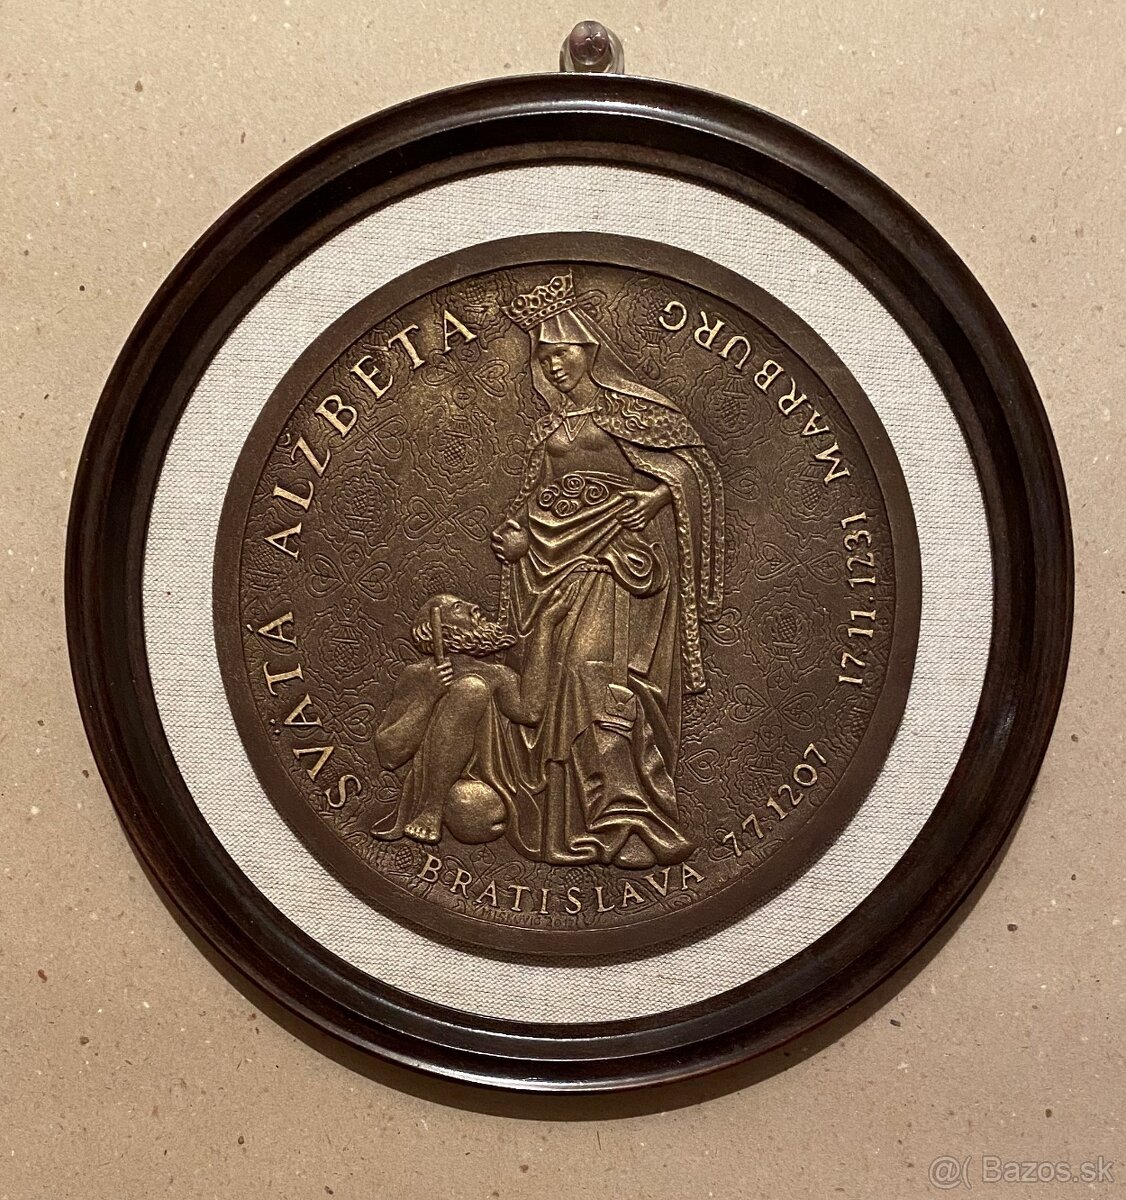 SVÄTÁ ALŽBETA
BRATISLAVA 7.7.1207
17.11.1231 MARBURG
@( Bazos.sk